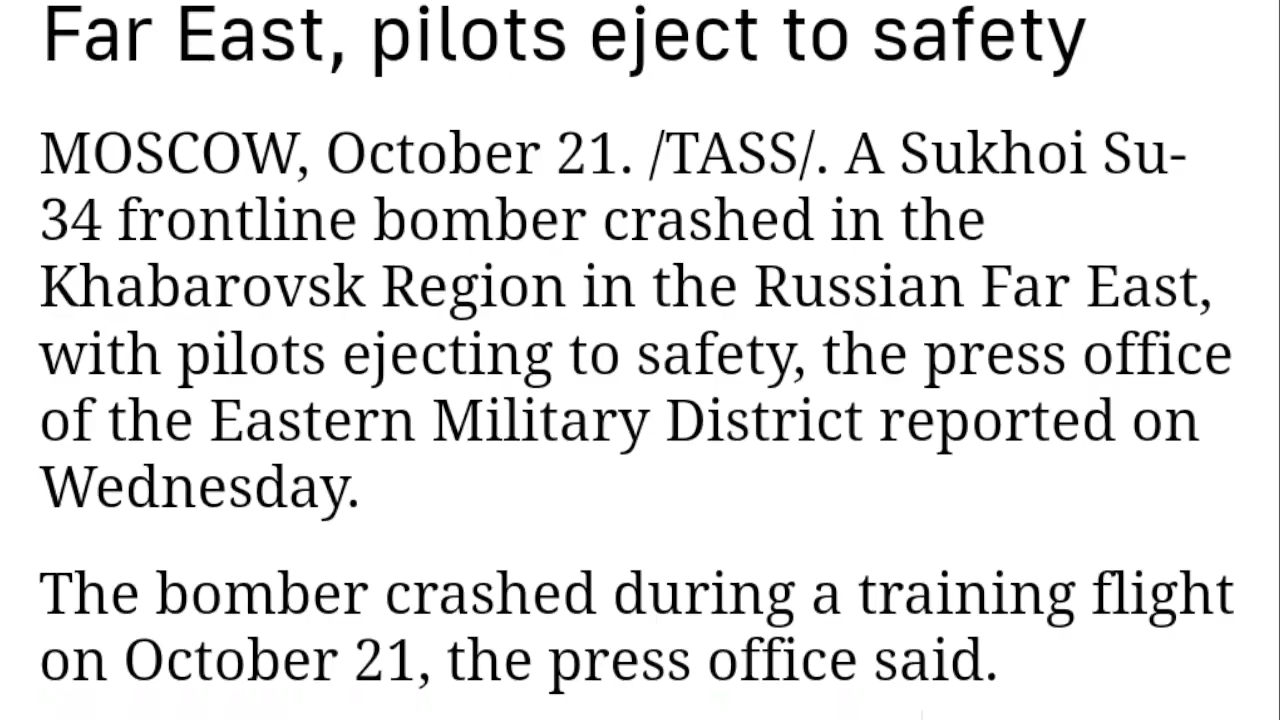 Far East, pilots eject to safety
MOSCOW, October 21. /TASS/. A Sukhoi Su-
34 frontline bomber crashed in the
Khabarovsk Region in the Russian Far East,
with pilots ejecting to safety, the press office
of the Eastern Military District reported on
Wednesday.
The bomber crashed during a training flight
on October 21, the press office said.